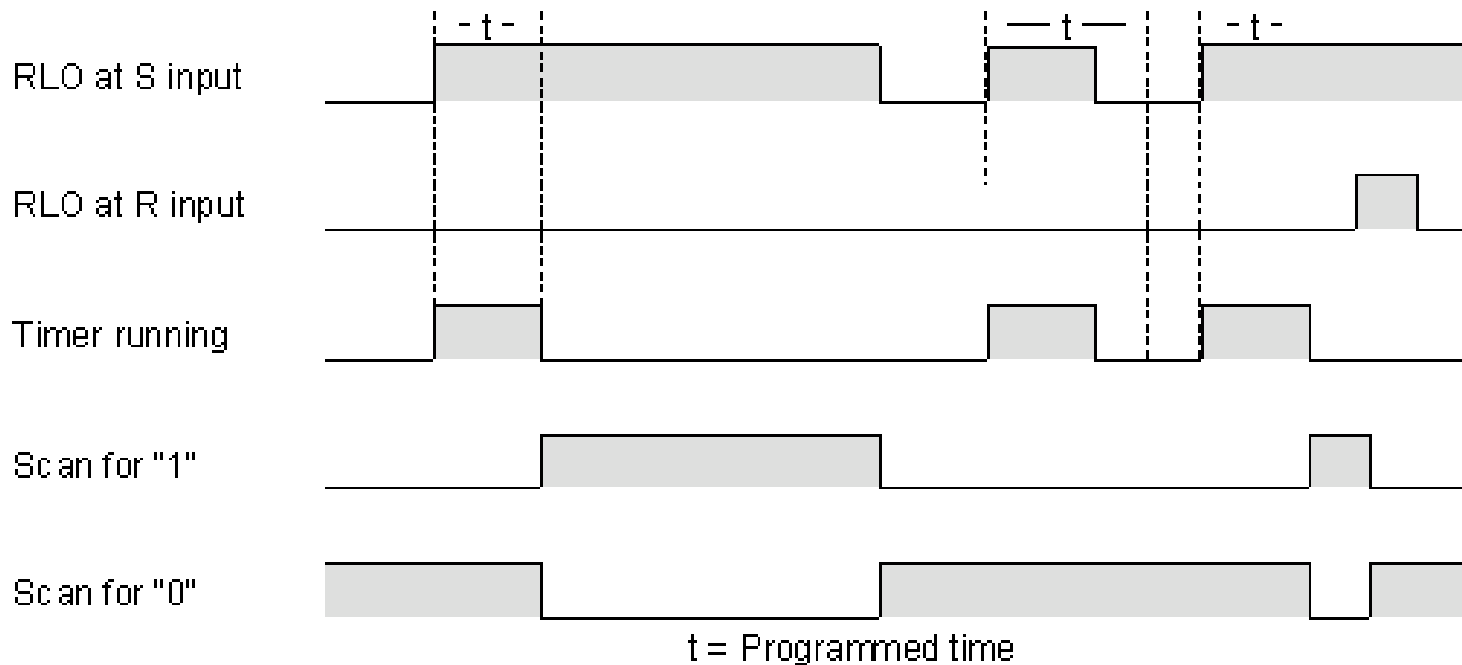 - t -
t
- t -
RLO at S input
RLO at R input
Timer running
Scan for "1"
Scan for "0"
t = Programmed time